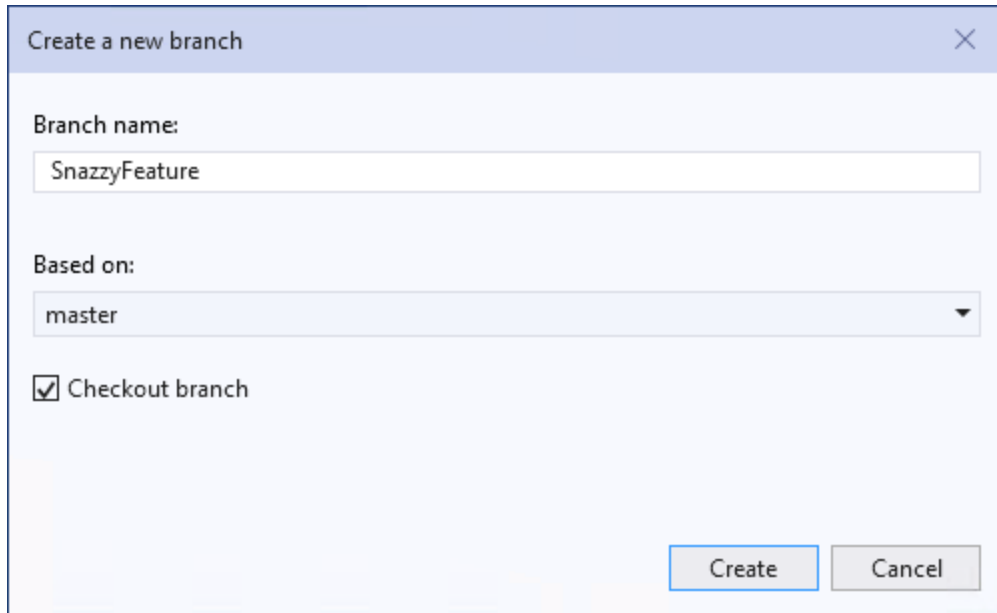 Create a new branch
Branch name:
SnazzyFeature
Based on:
master
Checkout branch
Create Cancel